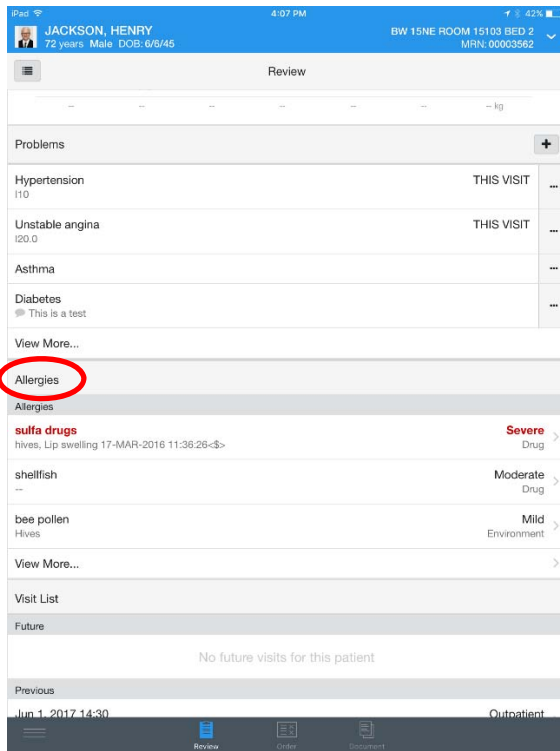 iPad 4:07 PM 42%
JACKSON, HENRY BW 15NE ROOM 15103 BED 2
72 years Male DOB: 6/6/45 MRN: 00003562
Review
-- -- -- -- -- -- -- kg
Problems +
Hypertension THIS VISIT ...
I10
Unstable angina THIS VISIT ...
I20.0
Asthma ...
Diabetes ...
This is a test
View More...
Allergies
Allergies
sulfa drugs Severe
hives, Lip swelling 17-MAR-2016 11:36:26<$> Drug
shellfish Moderate
-- Drug
bee pollen Mild
Hives Environment
View More...
Visit List
Future
No future visits for this patient
Previous
Jun 1, 2017 14:30 Outpatient
Review Order Document